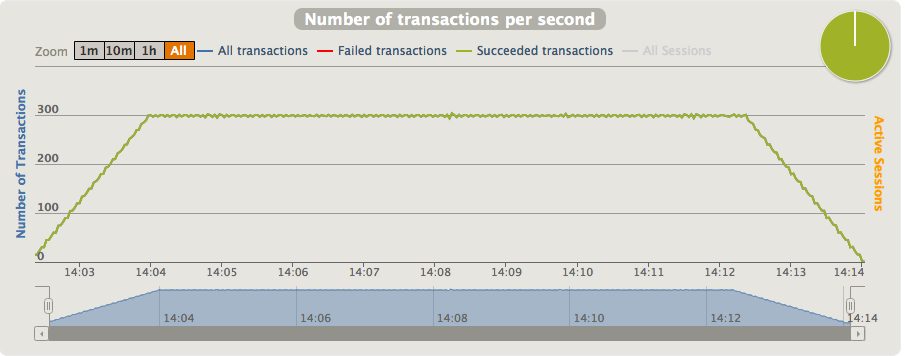 Number of transactions per second
Zoom 1m 10m 1h All All transactions Failed transactions Succeeded transactions All Sessions
Number of Transactions
300
200
100
0
Active Sessions
14:03 14:04 14:05 14:06 14:07 14:08 14:09 14:10 14:11 14:12 14:13 14:14
14:04 14:06 14:08 14:10 14:12 14:14